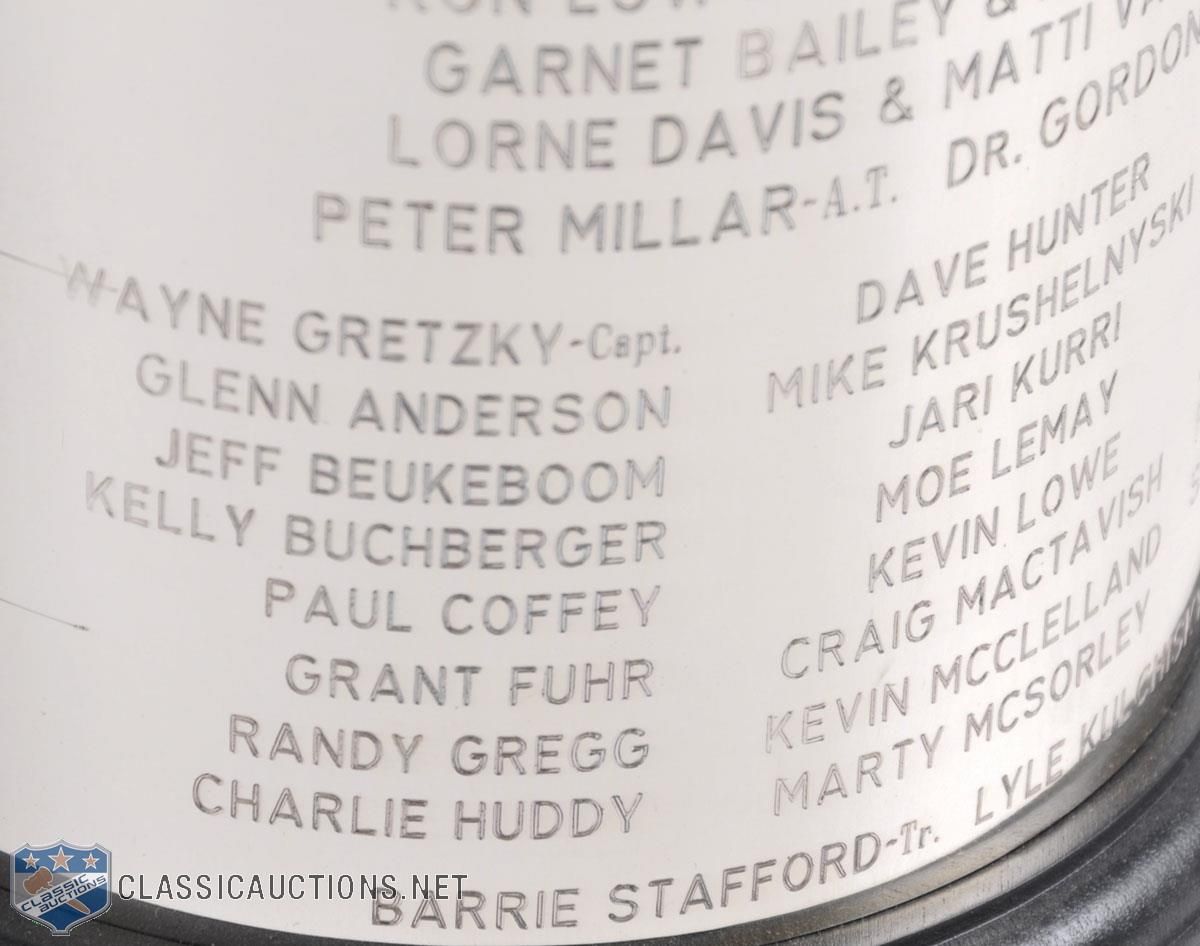 GARNET BAILEY &
LORNE DAVIS & MATTI
PETER MILLAR-A.T. DR. GORDON
WAYNE GRETZKY-Capt.
GLENN ANDERSON
JEFF BEUKEBOOM
KELLY BUCHBERGER
PAUL COFFEY
GRANT FUHR
RANDY GREGG
CHARLIE HUDDY
DAVE HUNTER
MIKE KRUSHELNYSKI
JARI KURRI
MOE LEMAY
KEVIN LOWE
CRAIG MACTAVISH
KEVIN MCCLELLAND
MARTY MCSORLEY
BARRIE STAFFORD-Tr. LYLE
CLASSIC AUCTIONS
CLASSICAUCTIONS.NET